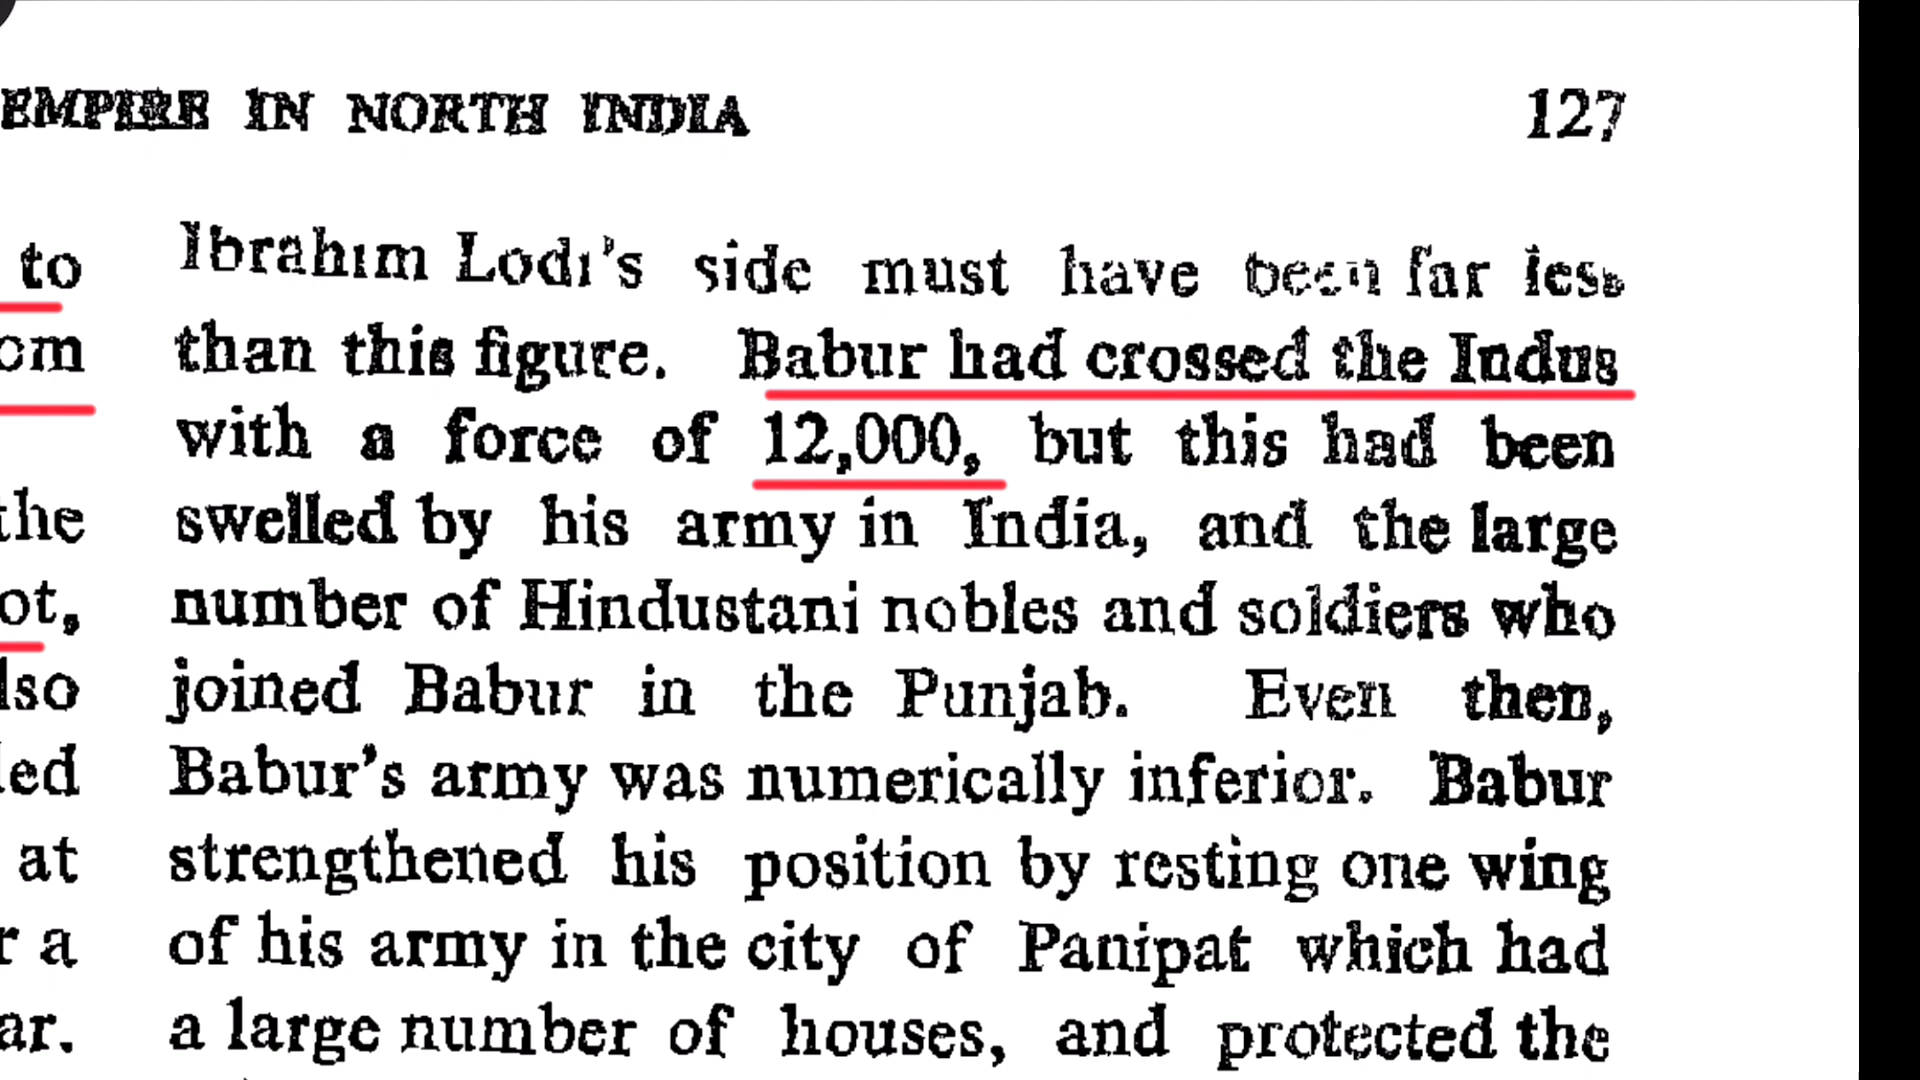 EMPIRE IN NORTH INDIA 127
to
om
the
ot,
lso
led
at
r a
ar.
Ibrahim Lodi's side must have been far less
than this figure. Babur had crossed the Indus
with a force of 12,000, but this had been
swelled by his army in India, and the large
number of Hindustani nobles and soldiers who
joined Babur in the Punjab. Even then,
Babur's army was numerically inferior. Babur
strengthened his position by resting one wing
of his army in the city of Panipat which had
a large number of houses, and protected the